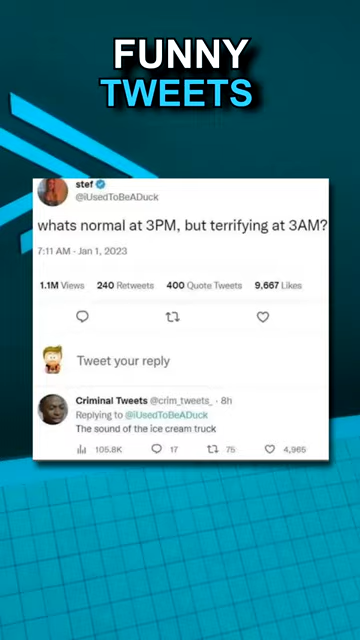 FUNNY
TWEETS
stef
@iUsedToBeADuck
whats normal at 3PM, but terrifying at 3AM?
7:11 AM - Jan 1, 2023
1.1M Views 240 Retweets 400 Quote Tweets 9,667 Likes
Tweet your reply
Criminal Tweets @crim_tweets_ · 8h
Replying to @iUsedToBeADuck
The sound of the ice cream truck
105.8K 17 75 4,965